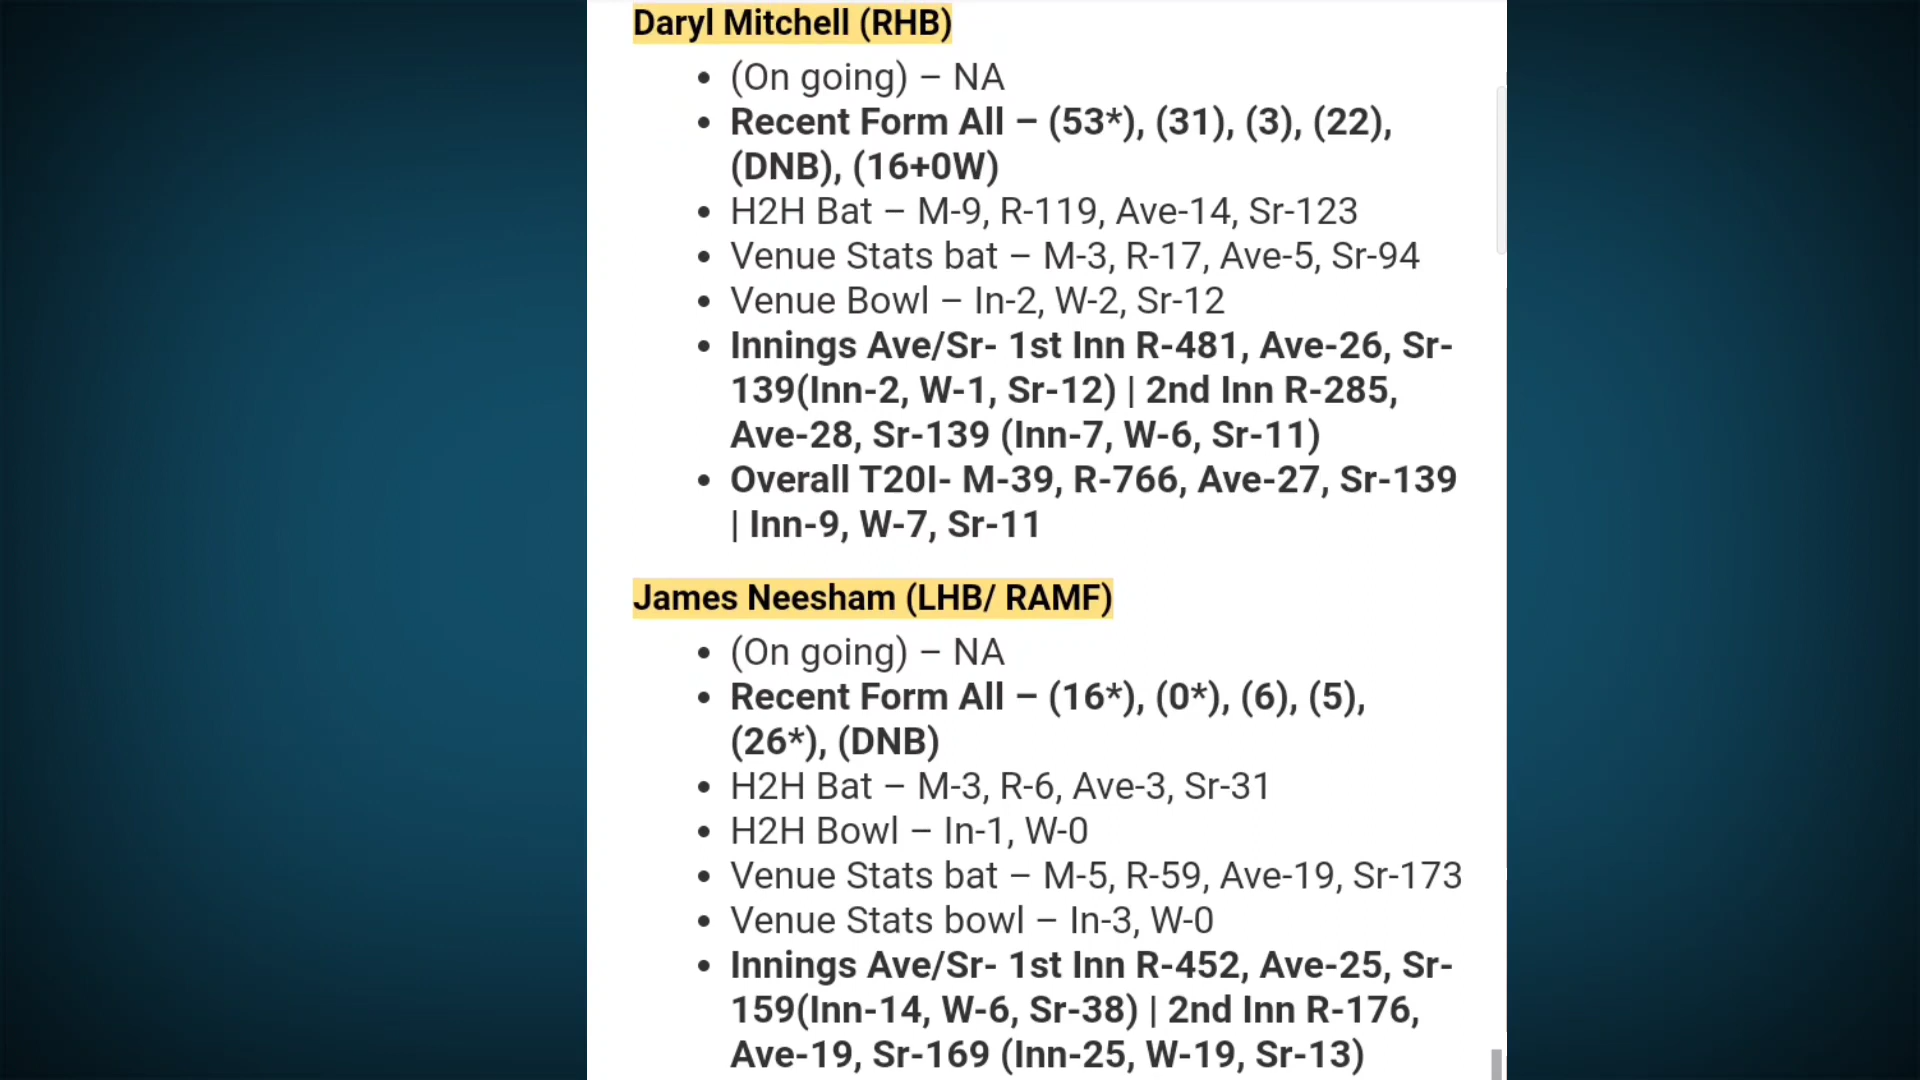 Daryl Mitchell (RHB)
• (On going) – NA
• Recent Form All – (53*), (31), (3), (22),
(DNB), (16+0W)
• H2H Bat – M-9, R-119, Ave-14, Sr-123
• Venue Stats bat – M-3, R-17, Ave-5, Sr-94
• Venue Bowl – In-2, W-2, Sr-12
• Innings Ave/Sr- 1st Inn R-481, Ave-26, Sr-
139(Inn-2, W-1, Sr-12) | 2nd Inn R-285,
Ave-28, Sr-139 (Inn-7, W-6, Sr-11)
• Overall T20I- M-39, R-766, Ave-27, Sr-139
| Inn-9, W-7, Sr-11
James Neesham (LHB/ RAMF)
• (On going) – NA
• Recent Form All – (16*), (0*), (6), (5),
(26*), (DNB)
• H2H Bat – M-3, R-6, Ave-3, Sr-31
• H2H Bowl – In-1, W-0
• Venue Stats bat – M-5, R-59, Ave-19, Sr-173
• Venue Stats bowl – In-3, W-0
• Innings Ave/Sr- 1st Inn R-452, Ave-25, Sr-
159(Inn-14, W-6, Sr-38) | 2nd Inn R-176,
Ave-19, Sr-169 (Inn-25, W-19, Sr-13)